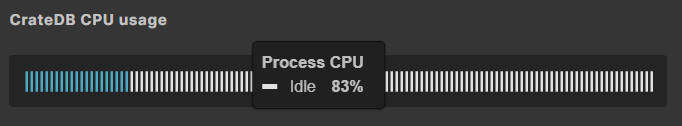 CrateDB CPU usage
Process CPU
Idle 83%